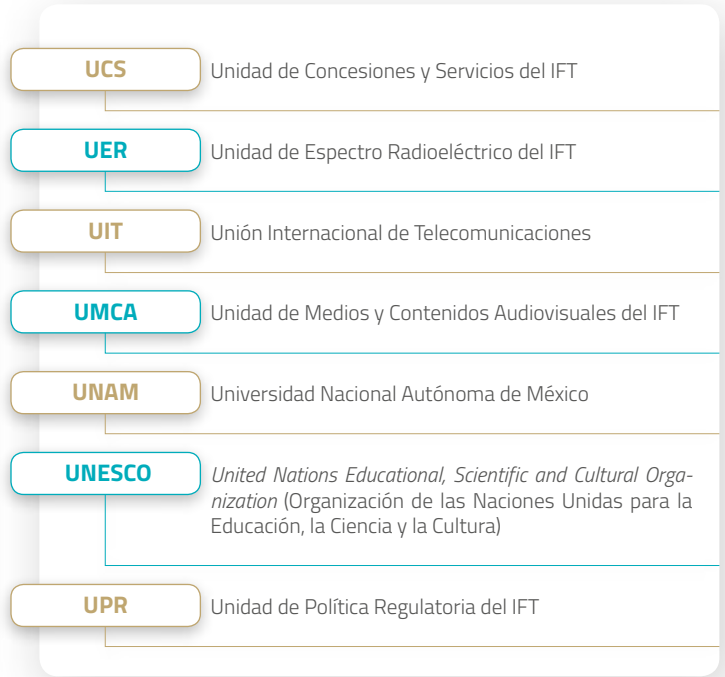 UCS Unidad de Concesiones y Servicios del IFT
UER Unidad de Espectro Radioeléctrico del IFT
UIT Unión Internacional de Telecomunicaciones
UMCA Unidad de Medios y Contenidos Audiovisuales del IFT
UNAM Universidad Nacional Autónoma de México
UNESCO United Nations Educational, Scientific and Cultural Orga-
nization (Organización de las Naciones Unidas para la
Educación, la Ciencia y la Cultura)
UPR Unidad de Política Regulatoria del IFT